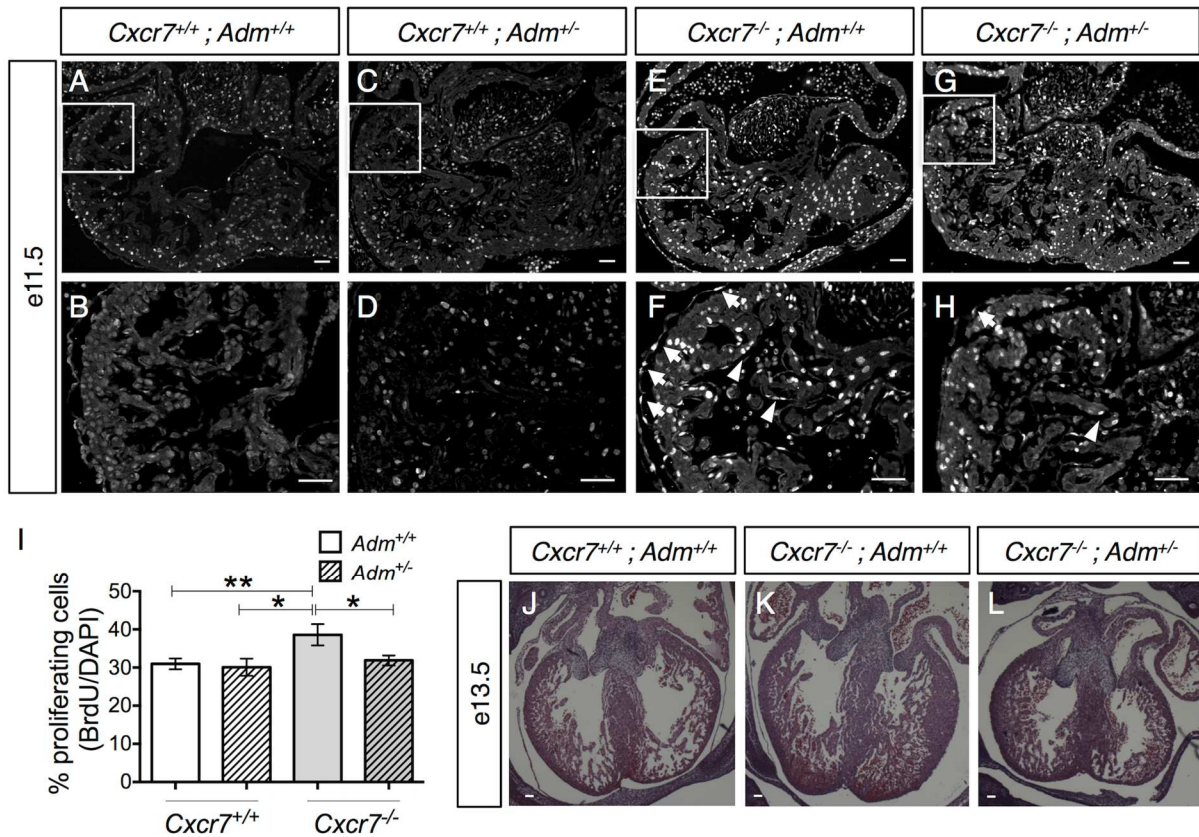 Cxcr7+/+ ; Adm+/+
Cxcr7+/+ ; Adm+/-
Cxcr7-/- ; Adm+/+
Cxcr7-/- ; Adm+/-
e11.5
A
C
E
G
B
D
F
H
I
Adm+/+
Adm+/-
**
*
*
% proliferating cells
(BrdU/DAPI)
50
40
30
20
10
0
Cxcr7+/+
Cxcr7-/-
Cxcr7+/+ ; Adm+/+
Cxcr7-/- ; Adm+/+
Cxcr7-/- ; Adm+/-
e13.5
J
K
L